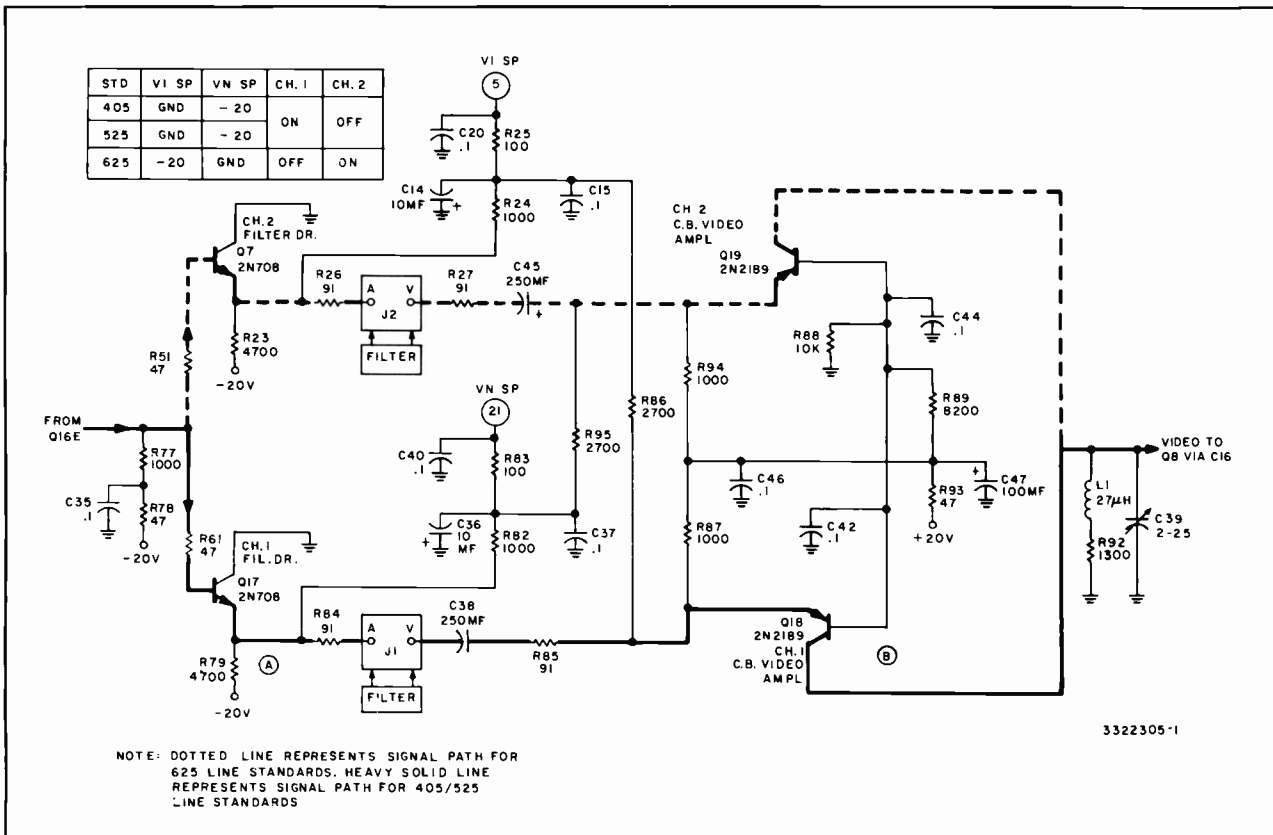 STD VI SP VN SP CH. 1 CH. 2
405 GND - 20 ON OFF
525 GND - 20
625 -20 GND OFF ON
VI SP
5
C20
.1
R25
100
C14
10MF
+
C15
.1
R24
1000
CH.2
FILTER DR.
Q7
2N708
R26
91
A V
J2
FILTER
R27
91
C45
250MF
+
R23
4700
-20V
R51
47
CH 2
C.B. VIDEO
AMPL
Q19
2N2189
C44
.1
R88
10K
R94
1000
R89
8200
R86
2700
R95
2700
VN SP
21
C40
.1
R83
100
C36
10
MF
+
R82
1000
C37
.1
FROM
Q16E
R77
1000
C35
.1
R78
47
-20V
R61
47
CH.1
FIL.DR.
Q17
2N708
R84
91
A V
J1
FILTER
C38
250MF
R85
91
R79
4700
-20V
A
C46
.1
R87
1000
C42
.1
R93
47
+20V
+
C47
100MF
VIDEO TO
Q8 VIA C16
L1
27μH
R92
1300
C39
2-25
Q18
2N2189
CH.1
C.B. VIDEO
AMPL
B
3322305-1
NOTE: DOTTED LINE REPRESENTS SIGNAL PATH FOR
625 LINE STANDARDS. HEAVY SOLID LINE
REPRESENTS SIGNAL PATH FOR 405/525
LINE STANDARDS